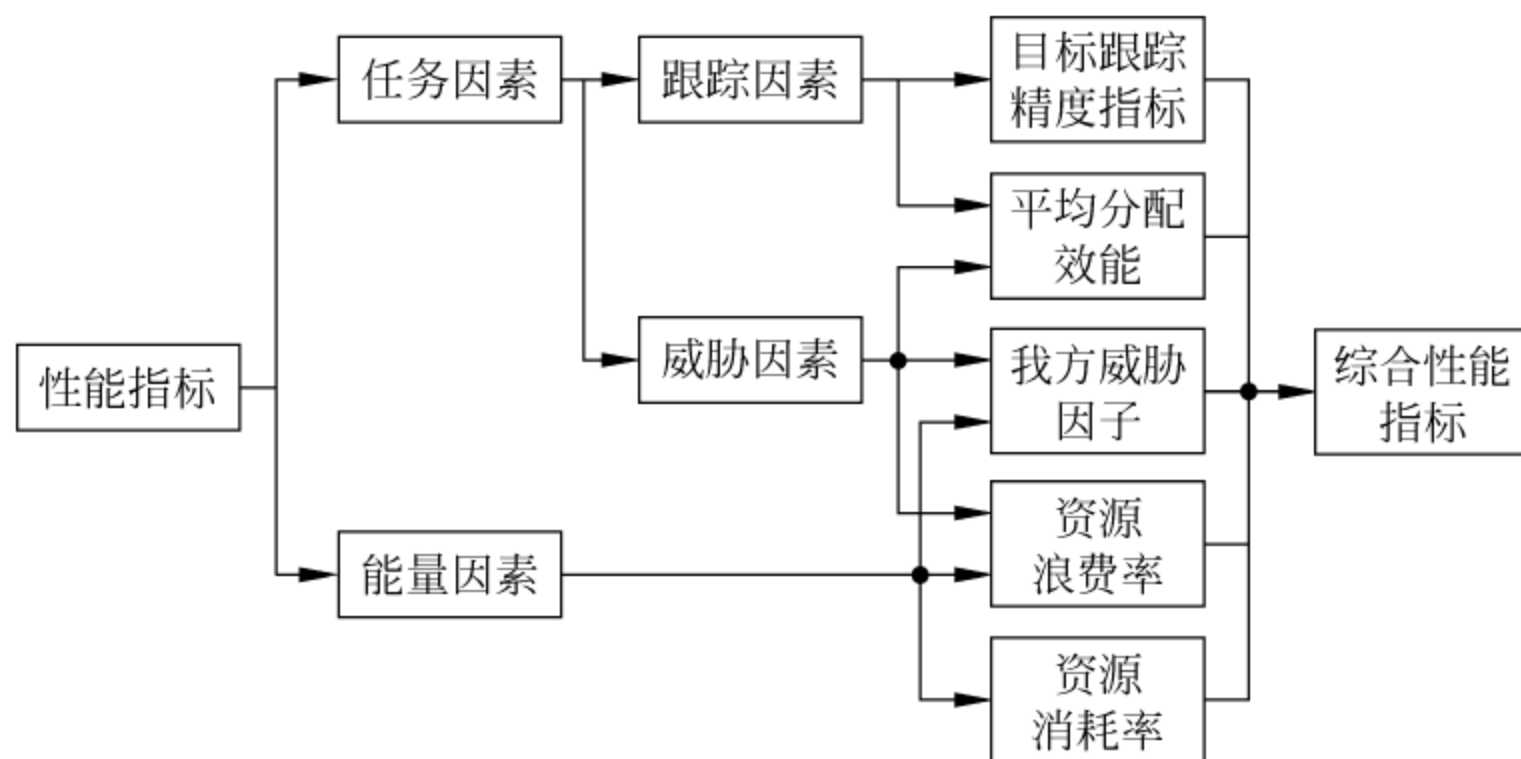 性能指标
任务因素
能量因素
跟踪因素
威胁因素
目标跟踪
精度指标
平均分配
效能
我方威胁
因子
资源
浪费率
资源
消耗率
综合性能
指标